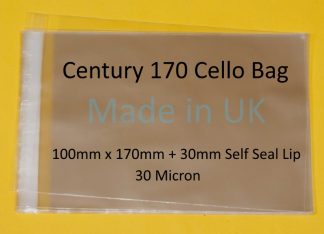 Century 170 Cello Bag
Made in UK
100mm x 170mm + 30mm Self Seal Lip
30 Micron